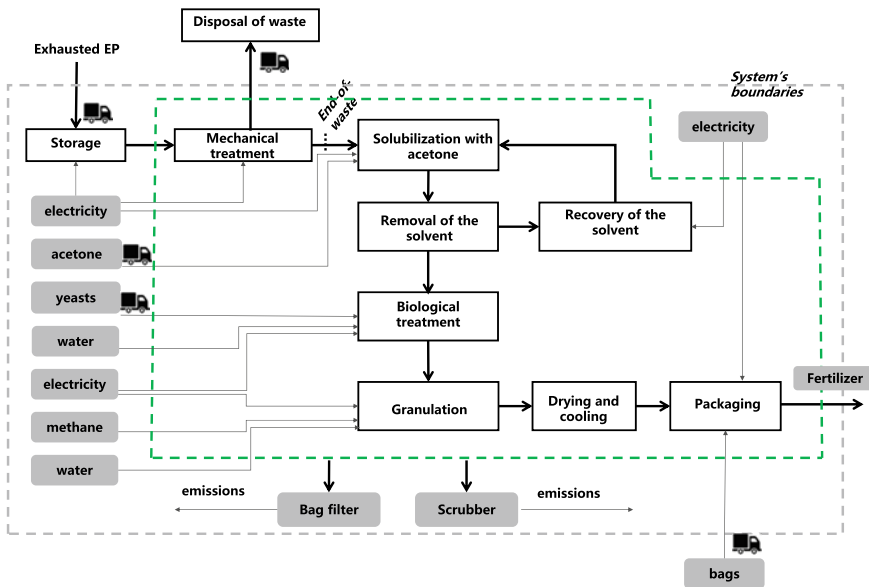 Disposal of waste
Exhausted EP
System's
boundaries
End-of-
waste
electricity
Storage
Mechanical
treatment
Solubilization with
acetone
electricity
Removal of the
solvent
Recovery of the
solvent
acetone
yeasts
Biological
treatment
water
electricity
Fertilizer
Granulation
Drying and
cooling
Packaging
methane
water
emissions
Bag filter
Scrubber
emissions
bags